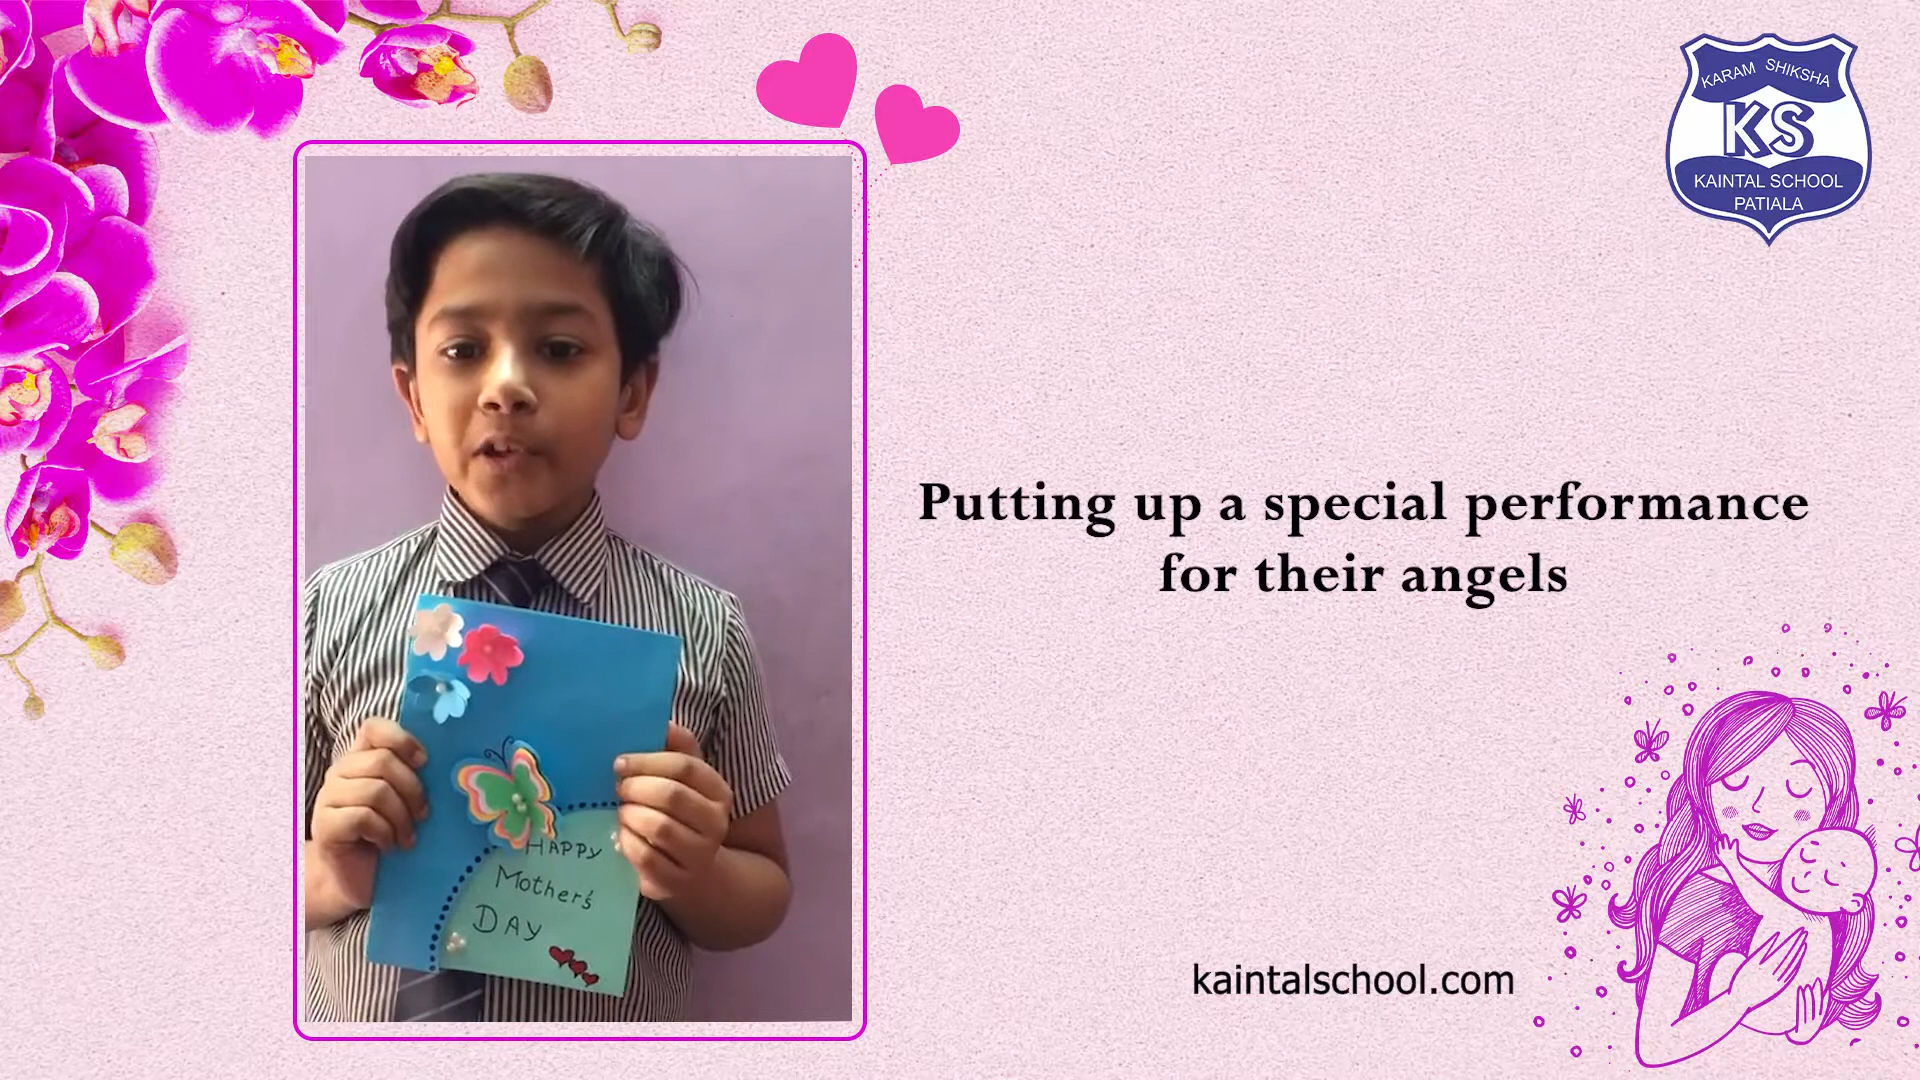 KARAM SHIKSHA
KS
KAINTAL SCHOOL
PATIALA
Putting up a special performance
for their angels
HAPPY
Mother's
DAY
kaintalschool.com